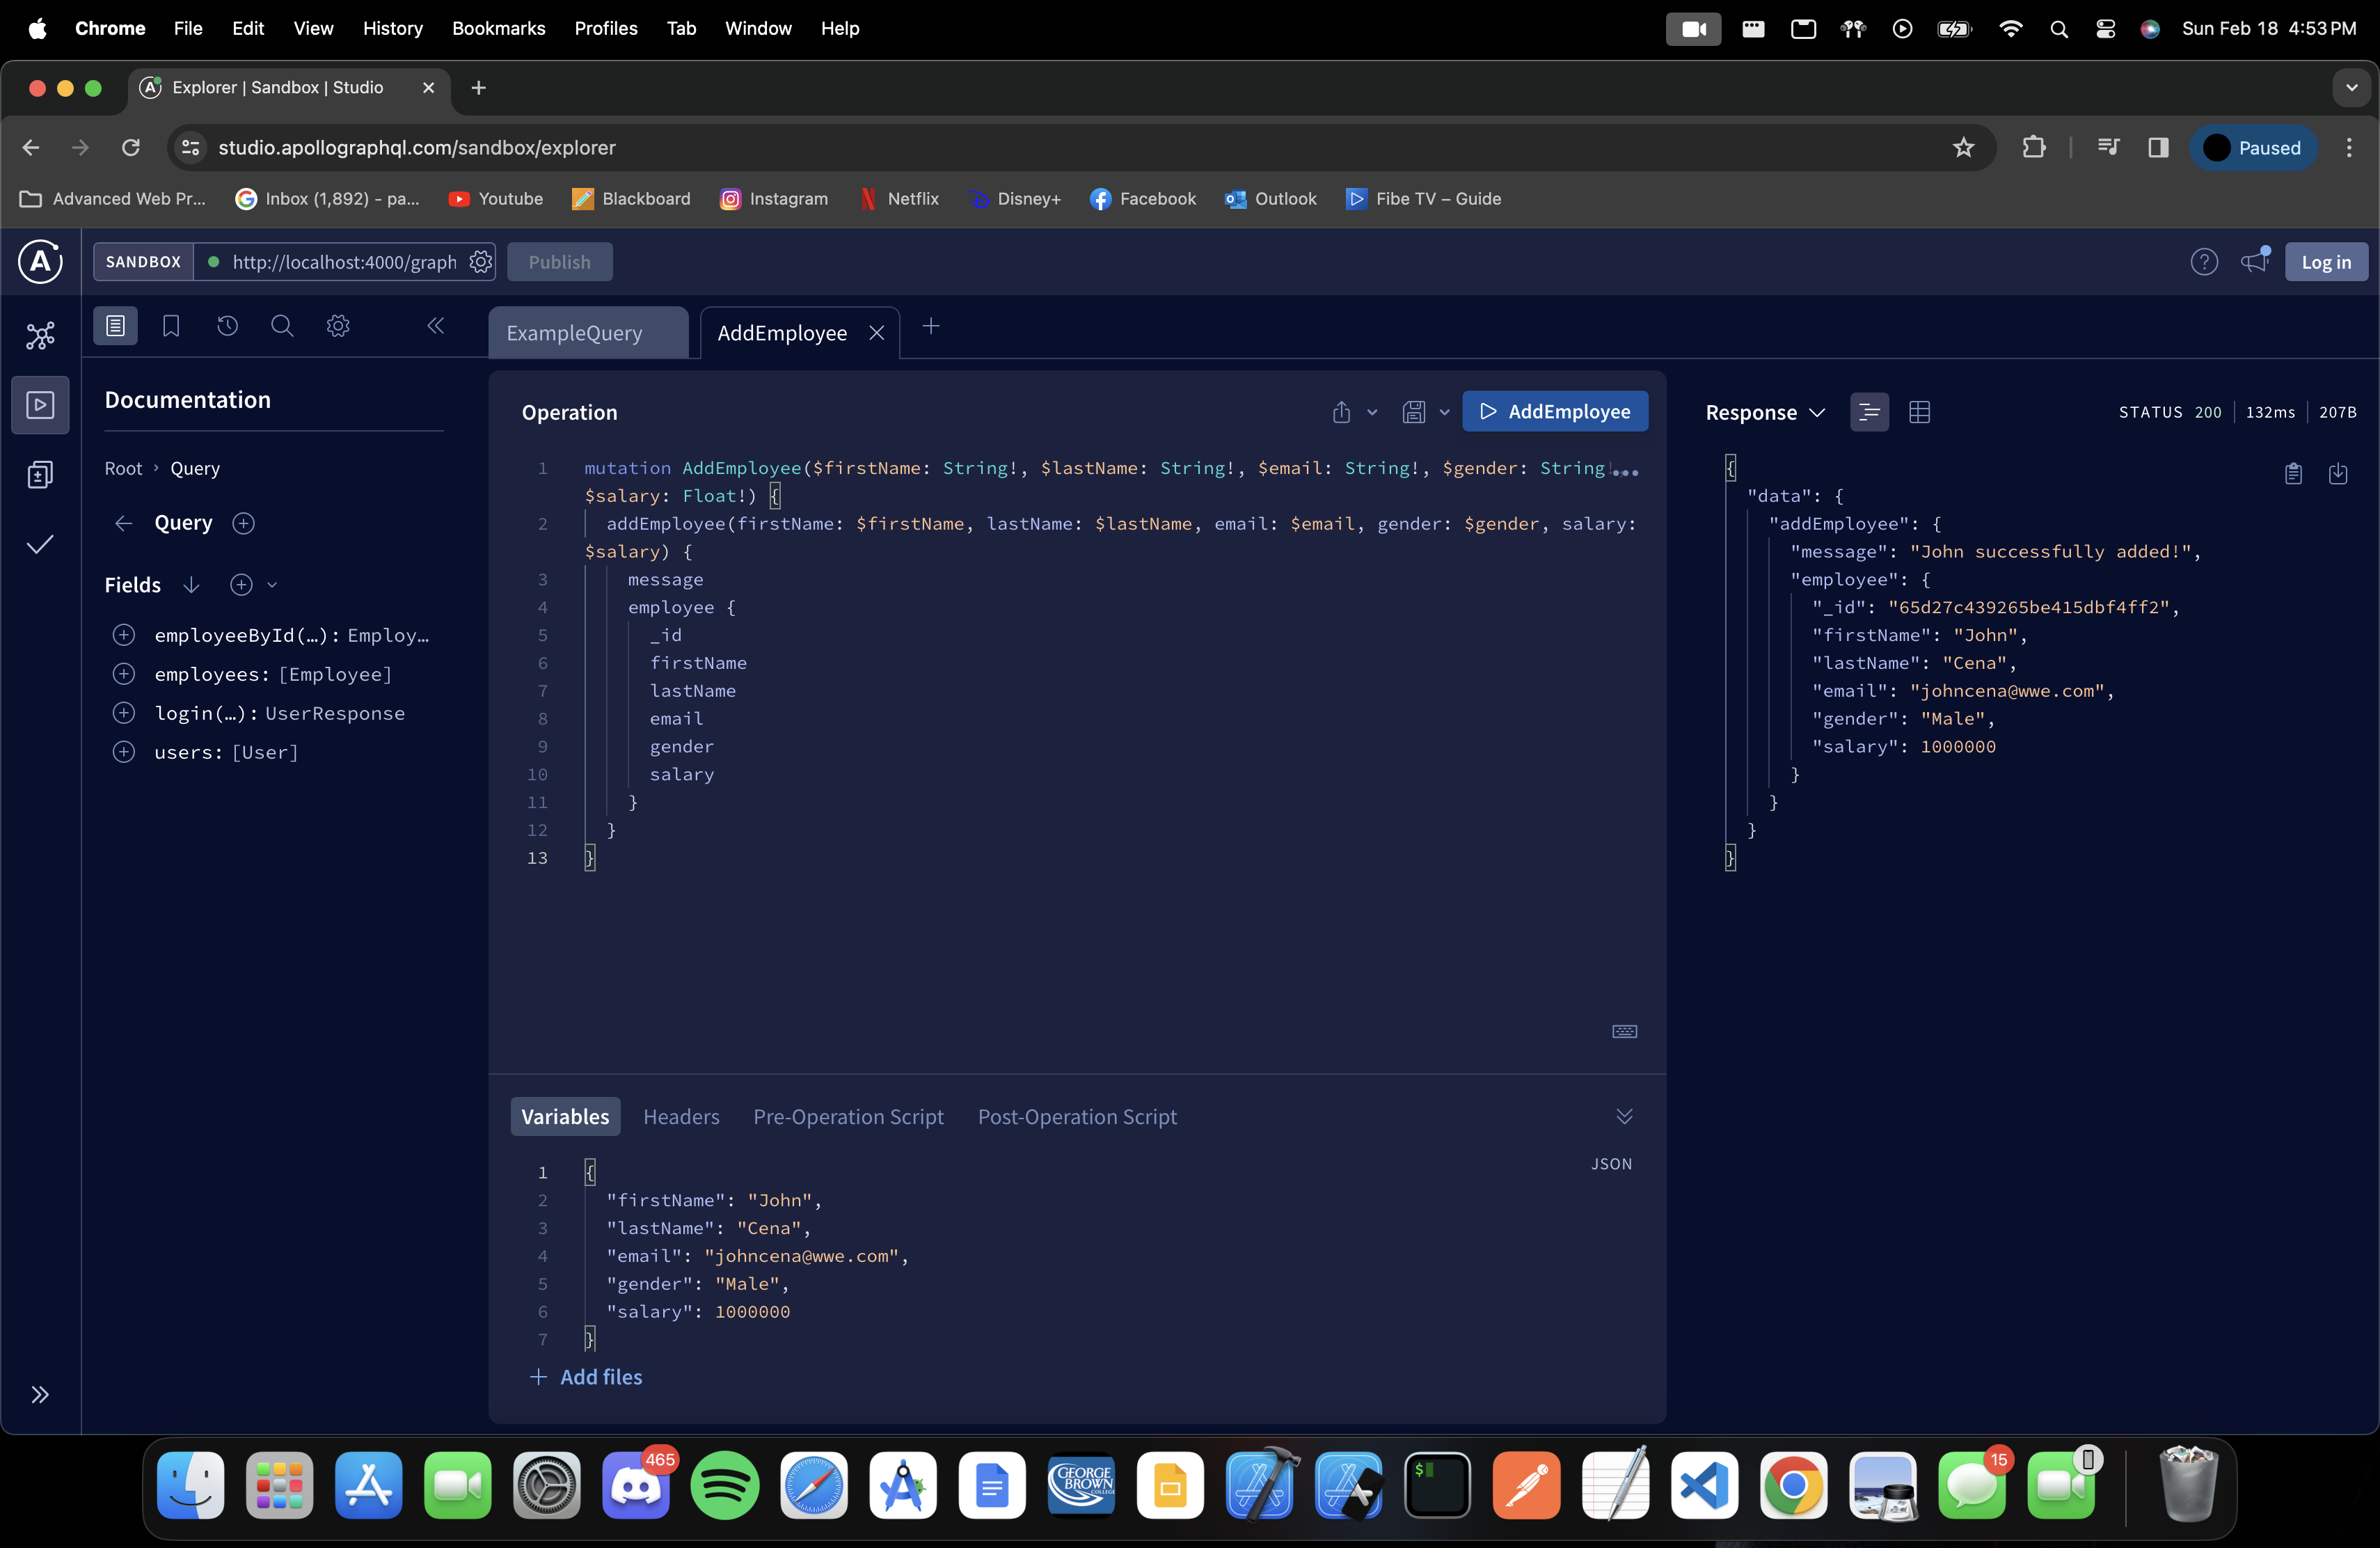 Chrome File Edit View History Bookmarks Profiles Tab Window Help Sun Feb 18 4:53 PM
Explorer | Sandbox | Studio
studio.apollographql.com/sandbox/explorer Paused
Advanced Web Pr... Inbox (1,892) - pa... Youtube Blackboard Instagram Netflix Disney+ Facebook Outlook Fibe TV – Guide
SANDBOX http://localhost:4000/graph Publish Log in
ExampleQuery AddEmployee
Documentation
Root › Query
Query
Fields
employeeById(…): Employ…
employees: [Employee]
login(…): UserResponse
users: [User]
Operation AddEmployee
1 mutation AddEmployee($firstName: String!, $lastName: String!, $email: String!, $gender: String!
$salary: Float!) {
2 addEmployee(firstName: $firstName, lastName: $lastName, email: $email, gender: $gender, salary:
$salary) {
3 message
4 employee {
5 _id
6 firstName
7 lastName
8 email
9 gender
10 salary
11 }
12 }
13 }
Variables Headers Pre-Operation Script Post-Operation Script
JSON
1 {
2 "firstName": "John",
3 "lastName": "Cena",
4 "email": "johncena@wwe.com",
5 "gender": "Male",
6 "salary": 1000000
7 }
+ Add files
Response STATUS 200 132ms 207B
{
"data": {
"addEmployee": {
"message": "John successfully added!",
"employee": {
"_id": "65d27c439265be415dbf4ff2",
"firstName": "John",
"lastName": "Cena",
"email": "johncena@wwe.com",
"gender": "Male",
"salary": 1000000
}
}
}
}
465
GEORGE BROWN COLLEGE
$
15